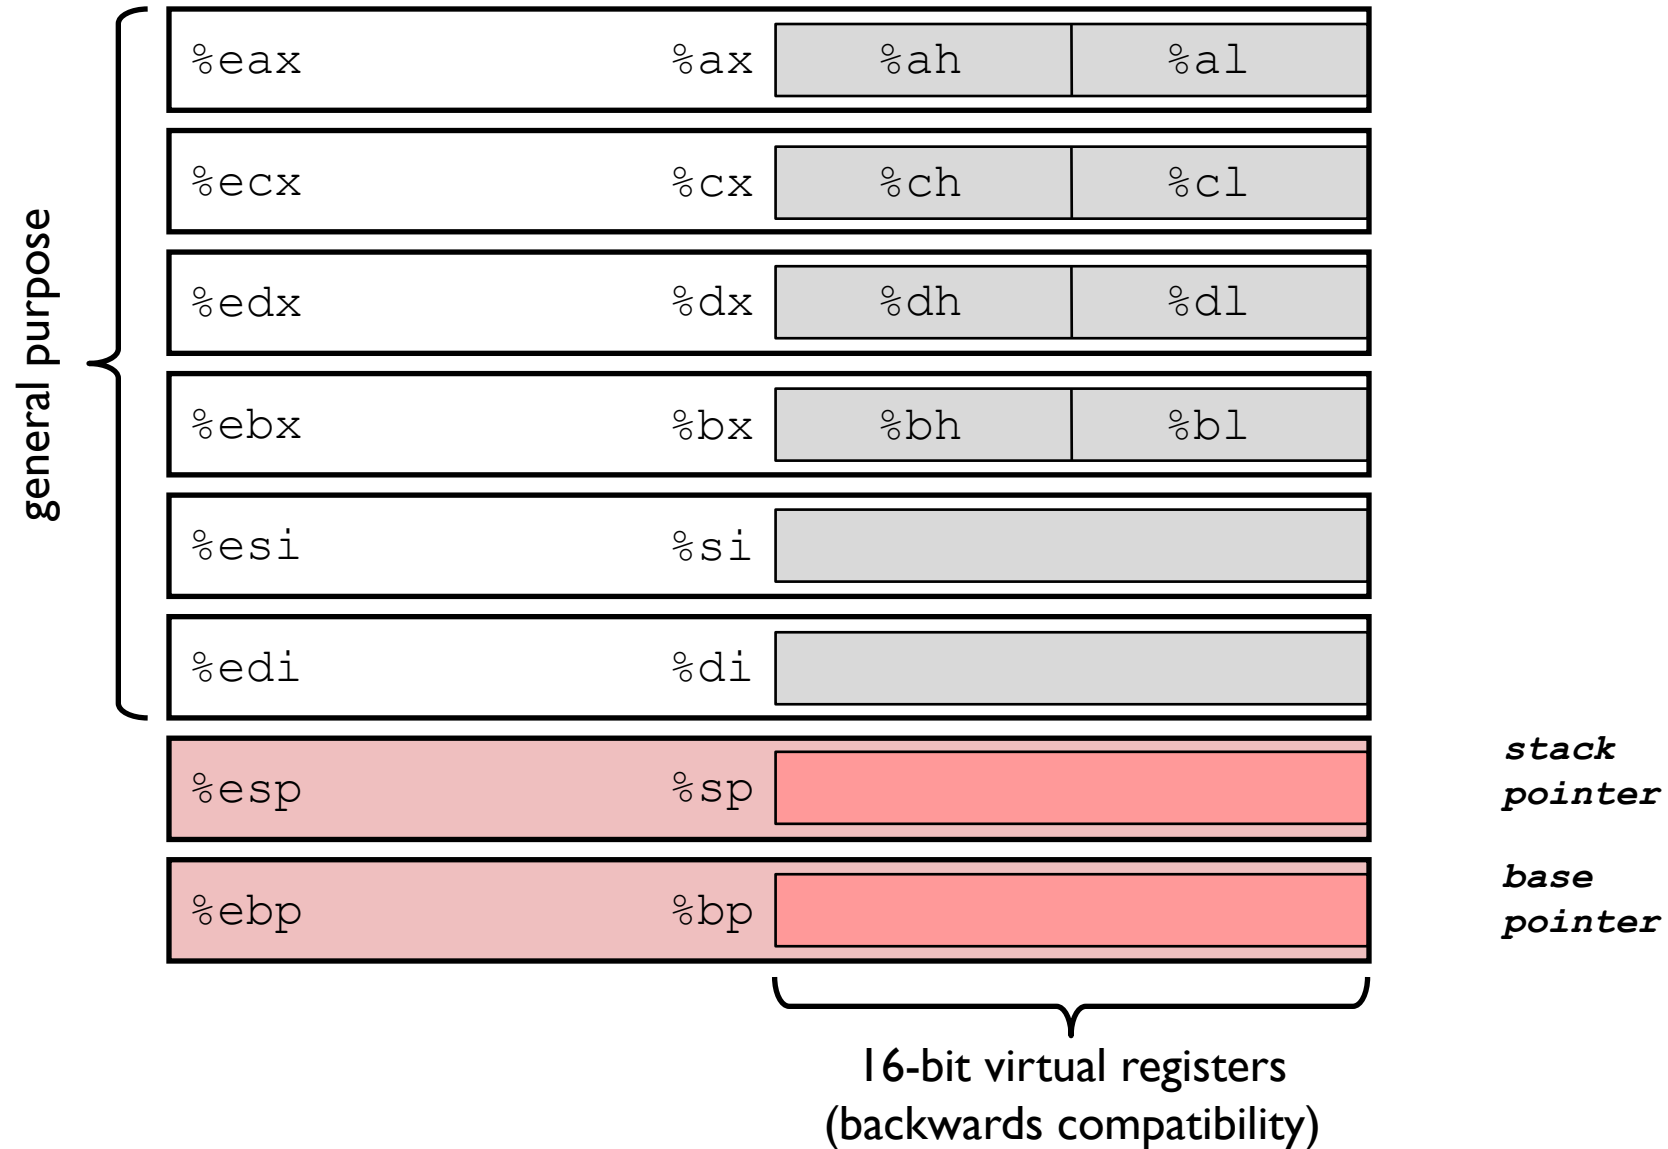 general purpose
%eax %ax %ah %al
%ecx %cx %ch %cl
%edx %dx %dh %dl
%ebx %bx %bh %bl
%esi %si
%edi %di
%esp %sp
stack
pointer
%ebp %bp
base
pointer
16-bit virtual registers
(backwards compatibility)